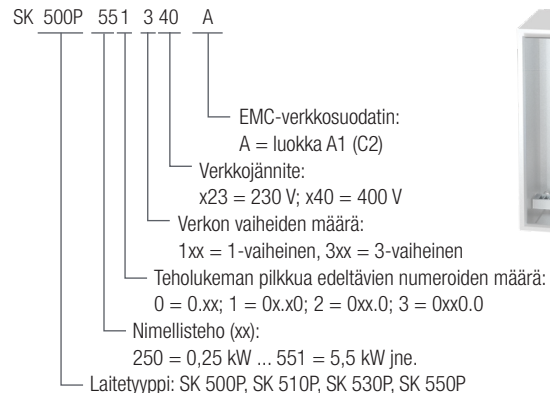 SK 500P 551 3 40 A
EMC-verkkosuodatin:
A = luokka A1 (C2)
Verkkojännite:
x23 = 230 V; x40 = 400 V
Verkon vaiheiden määrä:
1xx = 1-vaiheinen, 3xx = 3-vaiheinen
Teholukeman pilkkua edeltävien numeroiden määrä:
0 = 0.xx; 1 = 0x.x0; 2 = 0xx.0; 3 = 0xx0.0
Nimellisteho (xx):
250 = 0,25 kW ... 551 = 5,5 kW jne.
Laitetyyppi: SK 500P, SK 510P, SK 530P, SK 550P